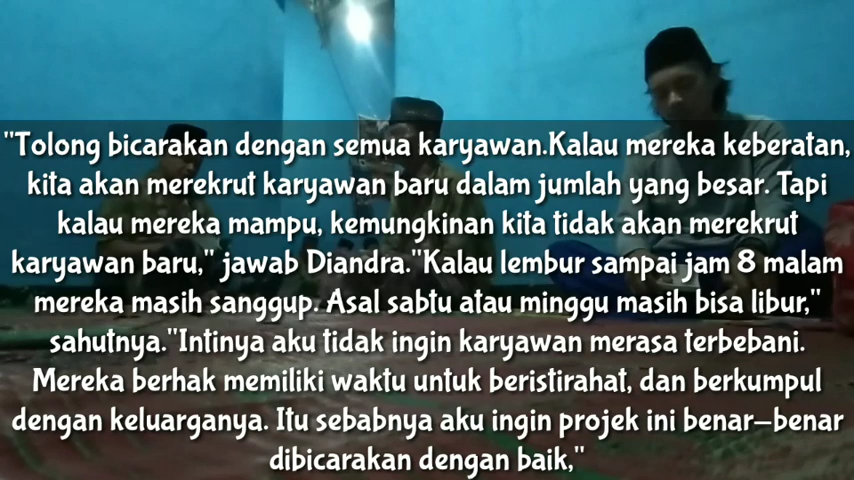 "Tolong bicarakan dengan semua karyawan.Kalau mereka keberatan,
kita akan merekrut karyawan baru dalam jumlah yang besar. Tapi
kalau mereka mampu, kemungkinan kita tidak akan merekrut
karyawan baru," jawab Diandra."Kalau lembur sampai jam 8 malam
mereka masih sanggup. Asal sabtu atau minggu masih bisa libur,"
sahutnya."Intinya aku tidak ingin karyawan merasa terbebani.
Mereka berhak memiliki waktu untuk beristirahat, dan berkumpul
dengan keluarganya. Itu sebabnya aku ingin projek ini benar-benar
dibicarakan dengan baik,"